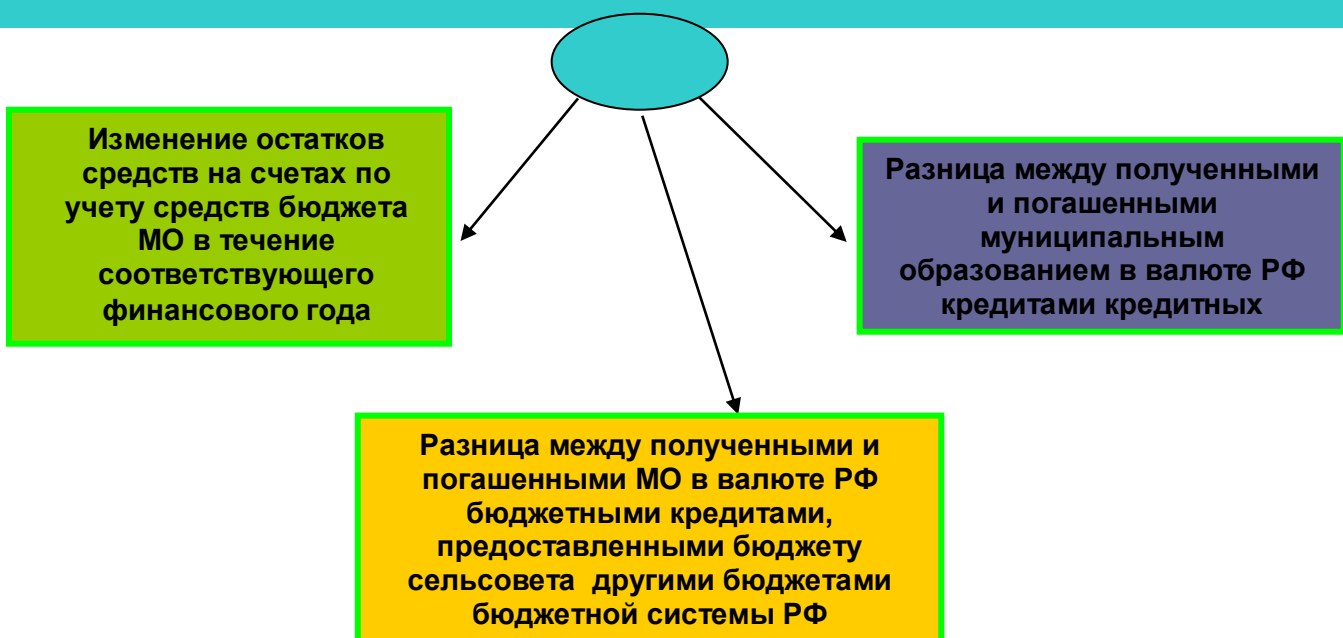 Изменение остатков
средств на счетах по
учету средств бюджета
МО в течение
соответствующего
финансового года
Разница между полученными
и погашенными
муниципальным
образованием в валюте РФ
кредитами кредитных
Разница между полученными и
погашенными МО в валюте РФ
бюджетными кредитами,
предоставленными бюджету
сельсовета другими бюджетами
бюджетной системы РФ